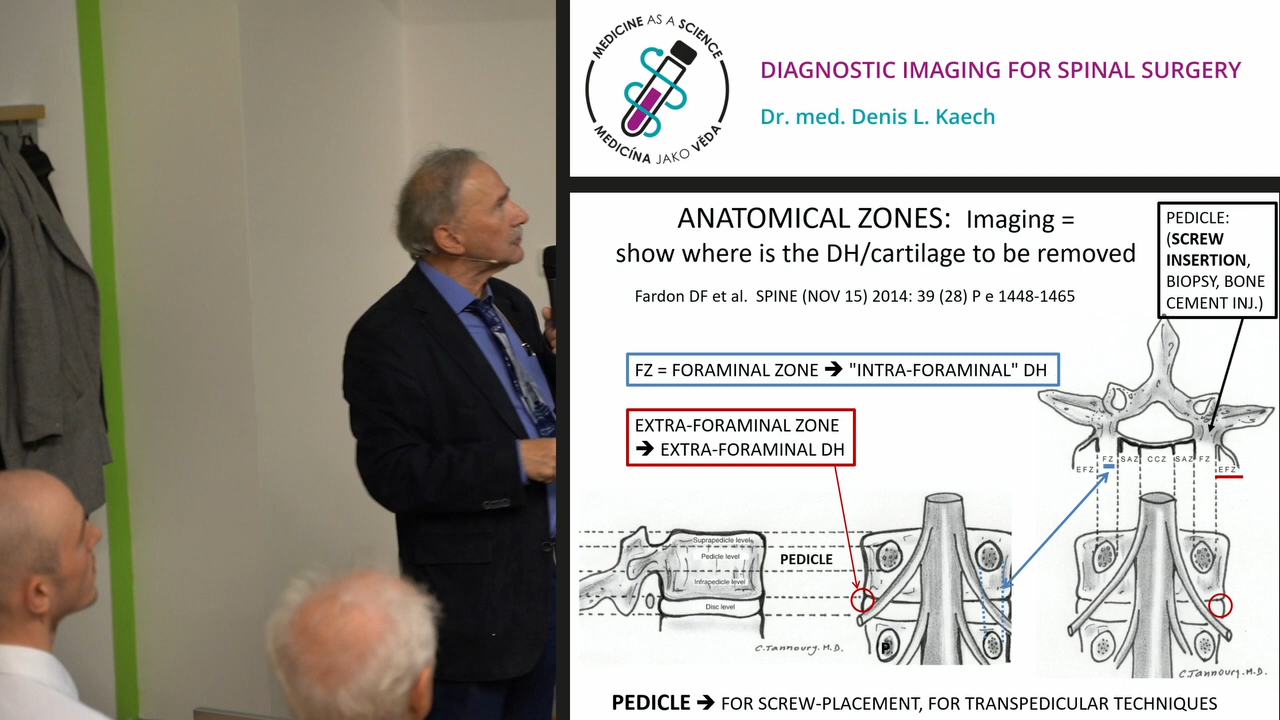 MEDICINE AS A SCIENCE
MEDICÍNA JAKO VĚDA
DIAGNOSTIC IMAGING FOR SPINAL SURGERY
Dr. med. Denis L. Kaech
ANATOMICAL ZONES: Imaging =
show where is the DH/cartilage to be removed
Fardon DF et al. SPINE (NOV 15) 2014: 39 (28) P e 1448-1465
PEDICLE:
(SCREW
INSERTION,
BIOPSY, BONE
CEMENT INJ.)
FZ = FORAMINAL ZONE ➔ "INTRA-FORAMINAL" DH
EXTRA-FORAMINAL ZONE
➔ EXTRA-FORAMINAL DH
EFZ FZ SAZ CCZ SAZ FZ EFZ
Suprapedicle level
Pedicle level
Infrapedicle level
Disc level
PEDICLE
P
C.Tannoury.M.D.
C.Tannoury.M.D.
PEDICLE ➔ FOR SCREW-PLACEMENT, FOR TRANSPEDICULAR TECHNIQUES